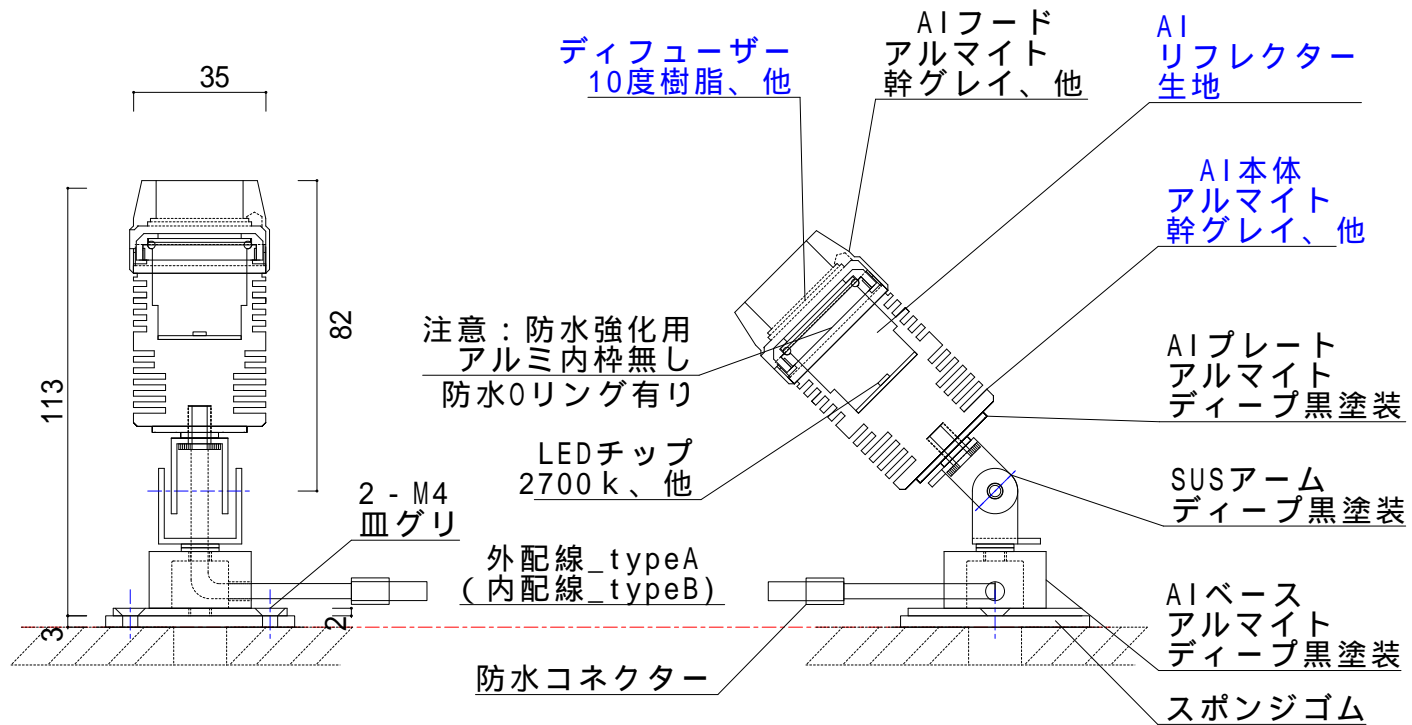 35
113
82
3
2
ディフューザー
10度樹脂、他
AIフード
アルマイト
幹グレイ、他
AI
リフレクター
生地
AI本体
アルマイト
幹グレイ、他
注意：防水強化用
アルミ内枠無し
防水Oリング有り
LEDチップ
2700ｋ、他
AIプレート
アルマイト
ディープ黒塗装
SUSアーム
ディープ黒塗装
2 - M4
皿グリ
外配線_typeA
(内配線_typeB)
AIベース
アルマイト
ディープ黒塗装
防水コネクター
スポンジゴム